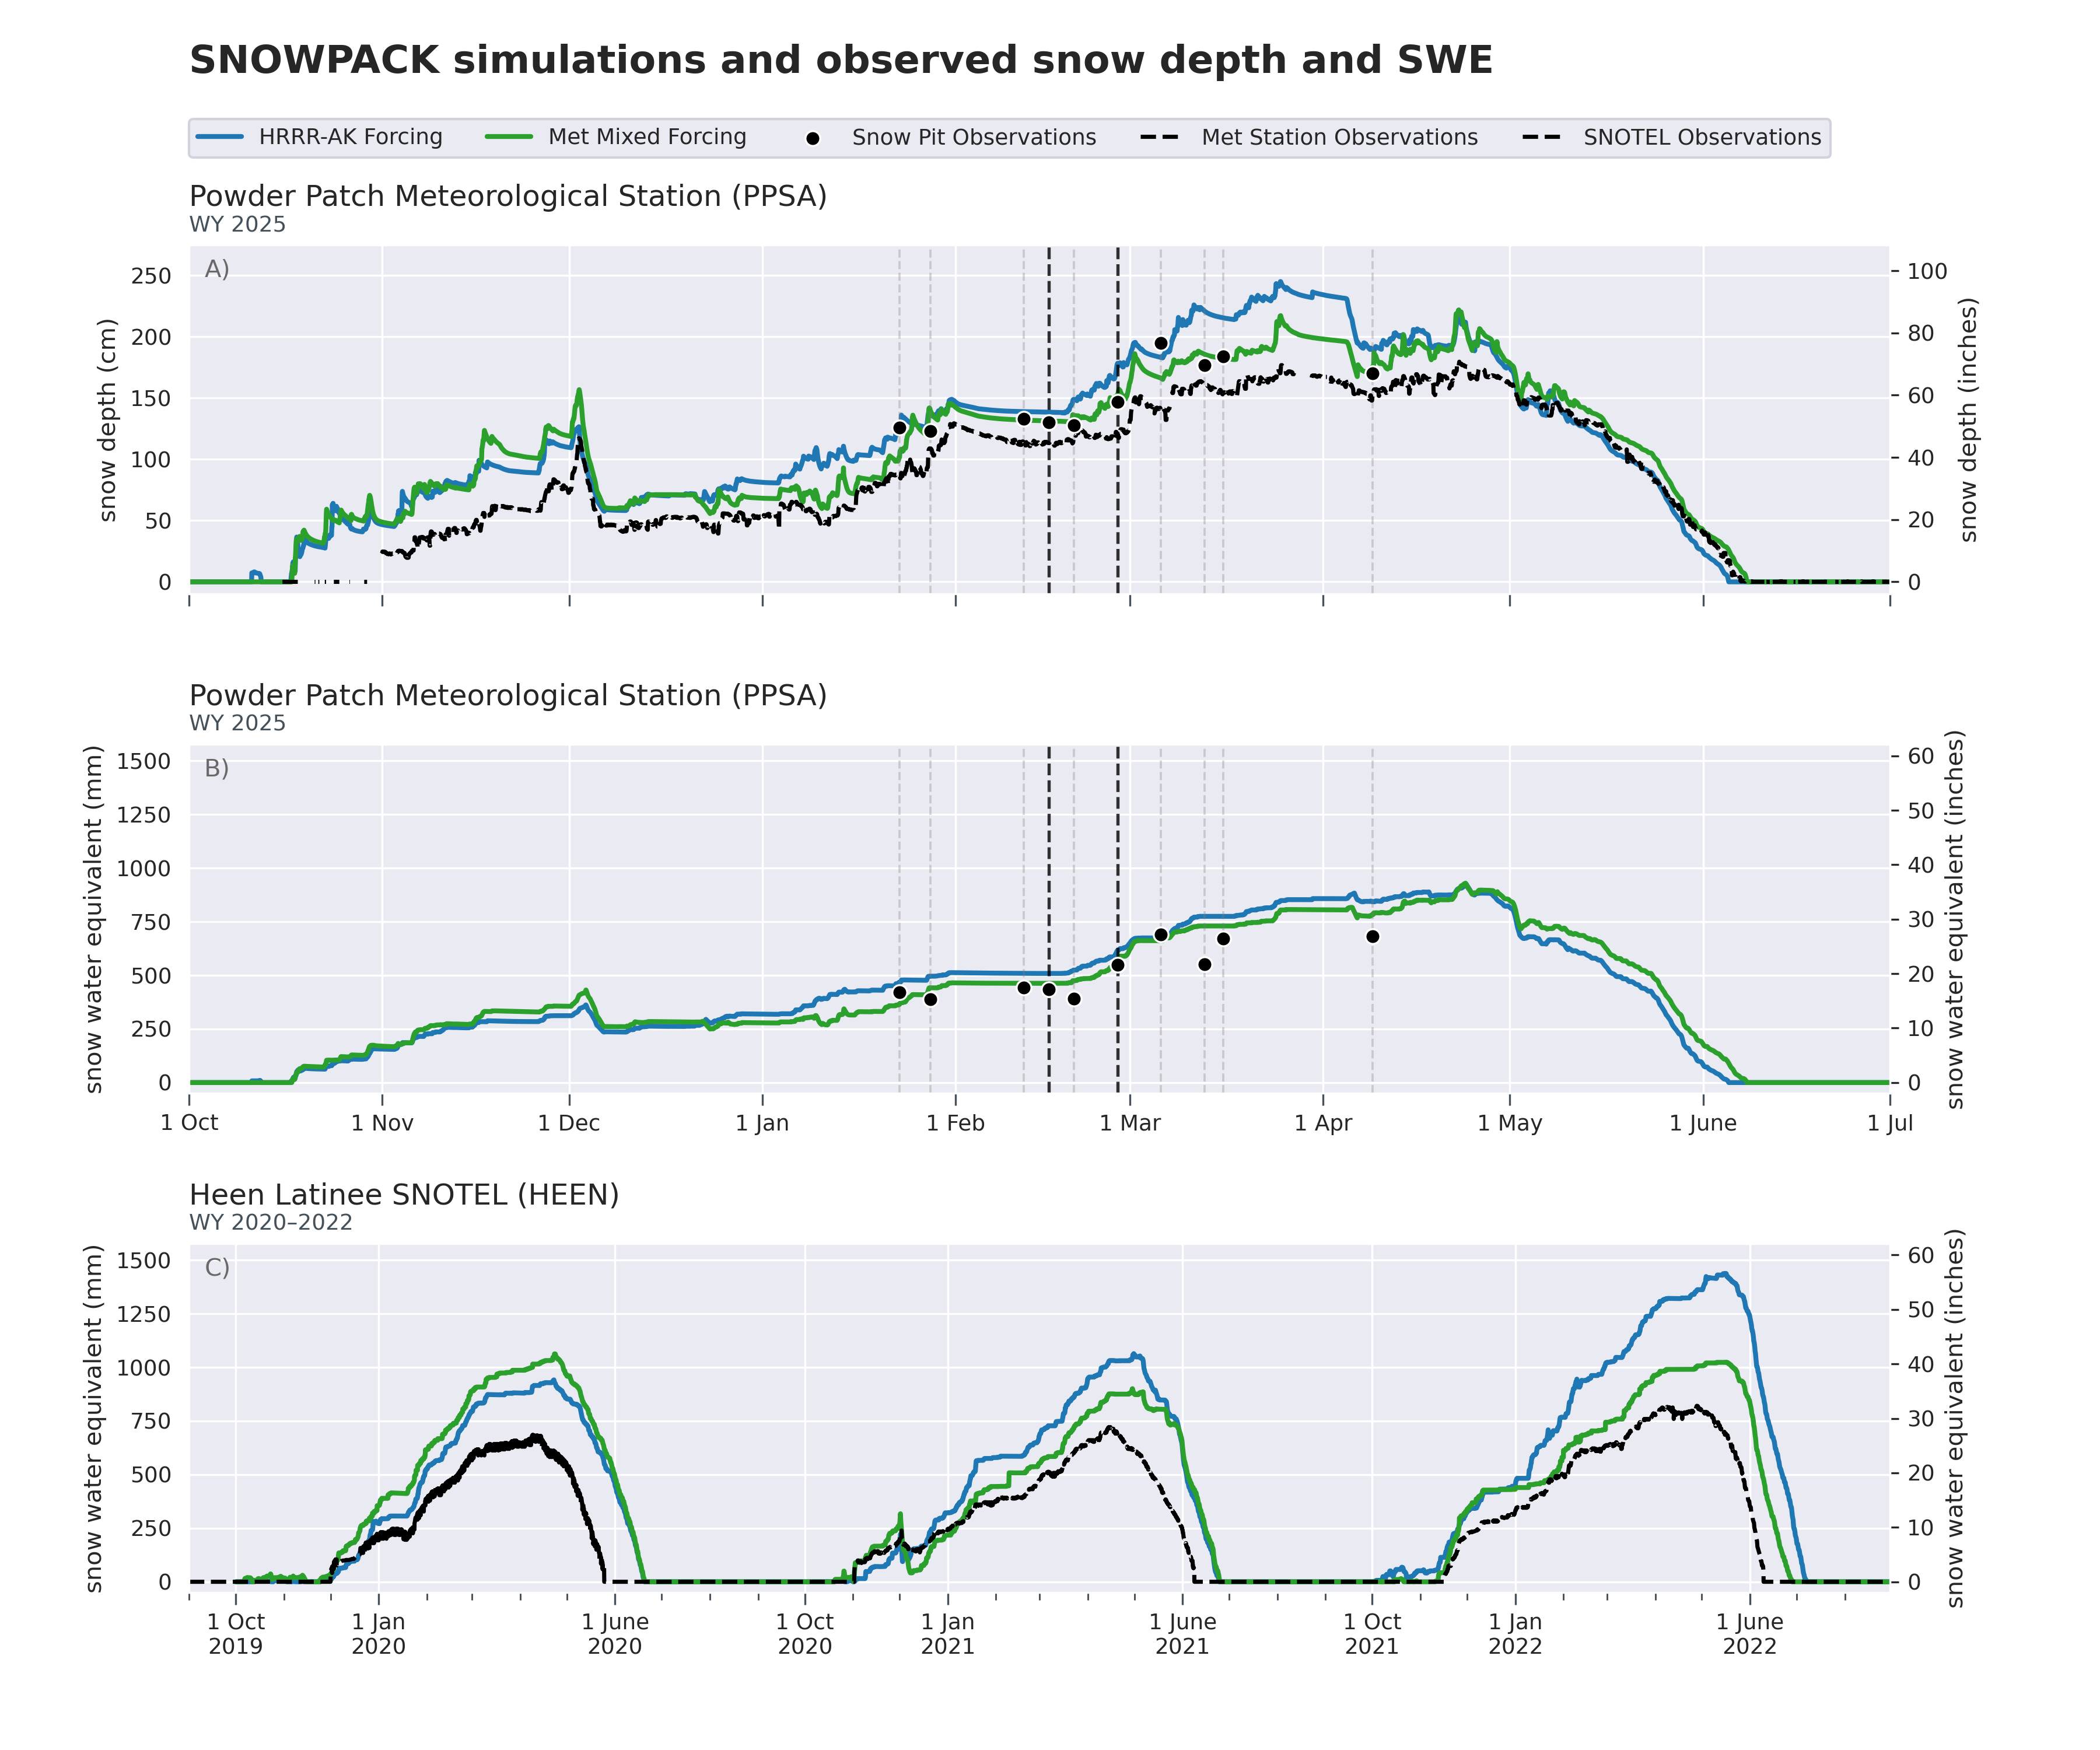 SNOWPACK simulations and observed snow depth and SWE
HRRR-AK Forcing Met Mixed Forcing Snow Pit Observations Met Station Observations SNOTEL Observations
Powder Patch Meteorological Station (PPSA)
WY 2025
A)
snow depth (cm)
250
200
150
100
50
0
100
80
60
40
20
0
snow depth (inches)
Powder Patch Meteorological Station (PPSA)
WY 2025
B)
snow water equivalent (mm)
1500
1250
1000
750
500
250
0
60
50
40
30
20
10
0
snow water equivalent (inches)
1 Oct 1 Nov 1 Dec 1 Jan 1 Feb 1 Mar 1 Apr 1 May 1 June 1 Jul
Heen Latinee SNOTEL (HEEN)
WY 2020–2022
C)
snow water equivalent (mm)
1500
1250
1000
750
500
250
0
60
50
40
30
20
10
0
snow water equivalent (inches)
1 Oct 1 Jan 1 June 1 Oct 1 Jan 1 June 1 Oct 1 Jan 1 June
2019 2020 2020 2020 2021 2021 2021 2022 2022